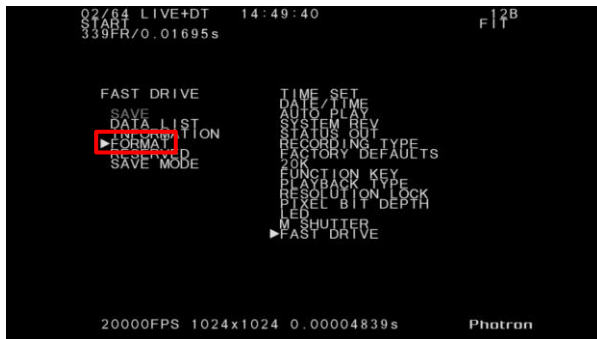 02/64 LIVE+DT 14:49:40 12B
START FIT
339FR/0.01695s
FAST DRIVE
SAVE
DATA LIST
INFORMATION
▶FORMAT
RESERVED
SAVE MODE
TIME SET
DATE/TIME
AUTO PLAY
SYSTEM REV
STATUS OUT
RECORDING TYPE
FACTORY DEFAULTS
20K
FUNCTION KEY
PLAYBACK TYPE
RESOLUTION LOCK
PIXEL BIT DEPTH
LED
M SHUTTER
▶FAST DRIVE
20000FPS 1024x1024 0.00004839s Photron